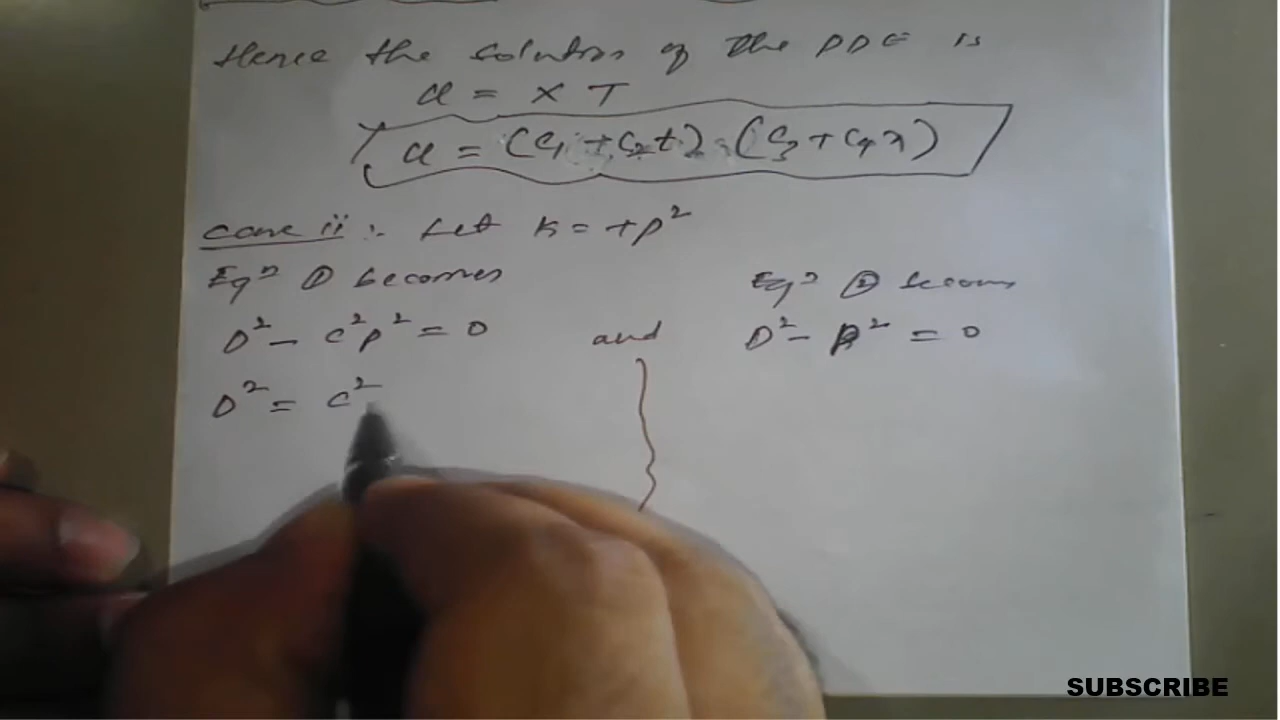 Hence the solution of the PDE is
u = X T
u = (C₁ + C₂t) · (C₃ + C₄x)
case ii :- Let k = +p²
Eqⁿ ① becomes
D² - c²p² = 0
D² = c²
and
Eqⁿ ② becomes
D² - p² = 0
SUBSCRIBE